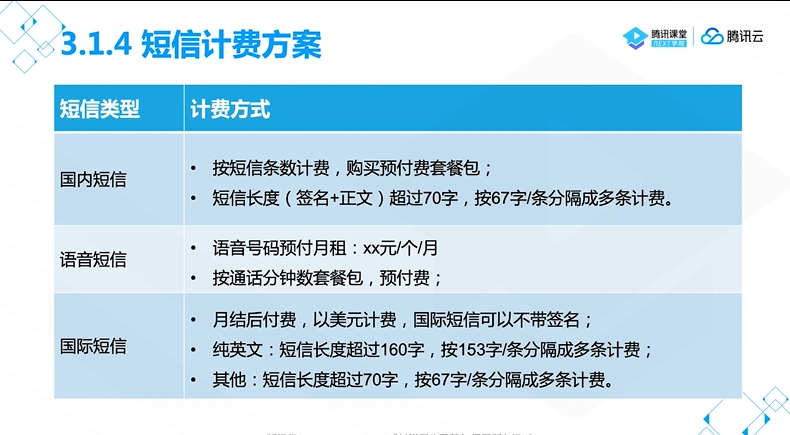 3.1.4 短信计费方案
腾讯课堂
NEXT学院
腾讯云
短信类型
计费方式
国内短信
• 按短信条数计费，购买预付费套餐包；
• 短信长度（签名+正文）超过70字，按67字/条分隔成多条计费。
语音短信
• 语音号码预付月租：xx元/个/月
• 按通话分钟数套餐包，预付费；
国际短信
• 月结后付费，以美元计费，国际短信可以不带签名；
• 纯英文：短信长度超过160字，按153字/条分隔成多条计费；
• 其他：短信长度超过70字，按67字/条分隔成多条计费。